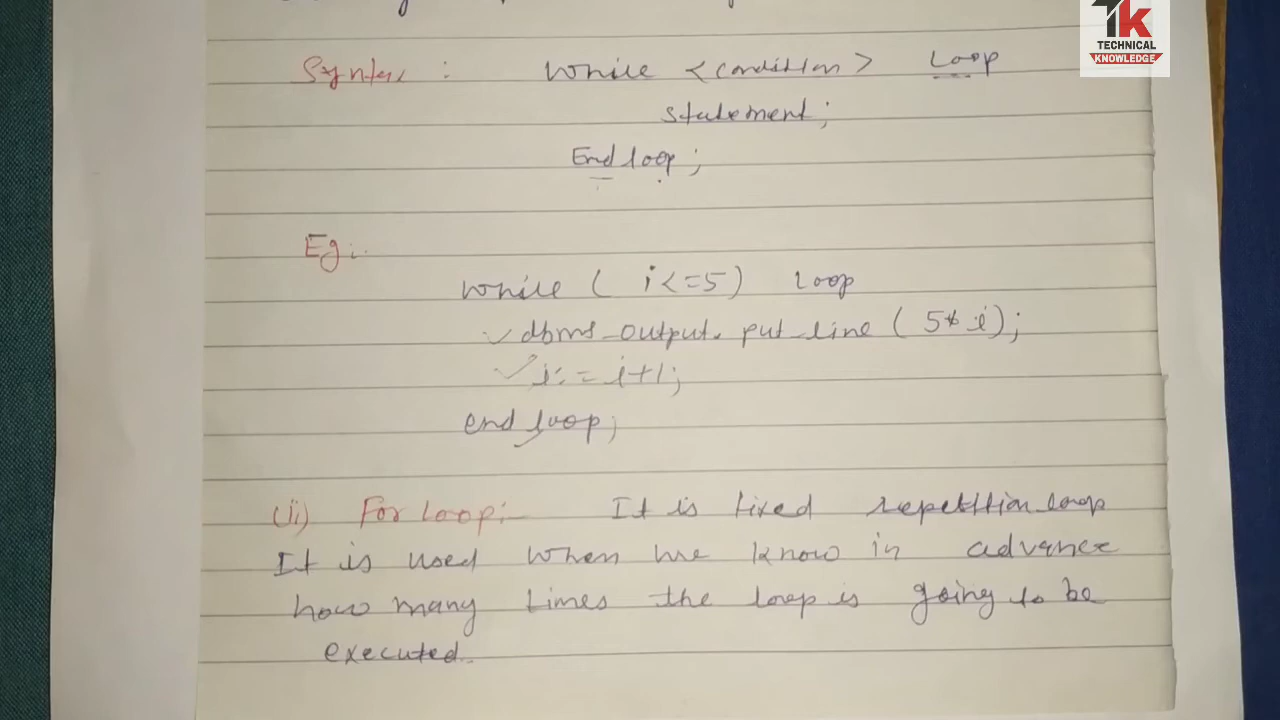 TK
TECHNICAL
KNOWLEDGE
Syntax : While <condition> Loop
statement;
End loop;
Eg:-
while ( i<=5) Loop
dbms_output. put_line ( 5* i);
i:= i+1;
end loop;
(ii) For Loop:- It is fixed repetition loop
It is used when we know in advance
how many times the loop is going to be
executed.